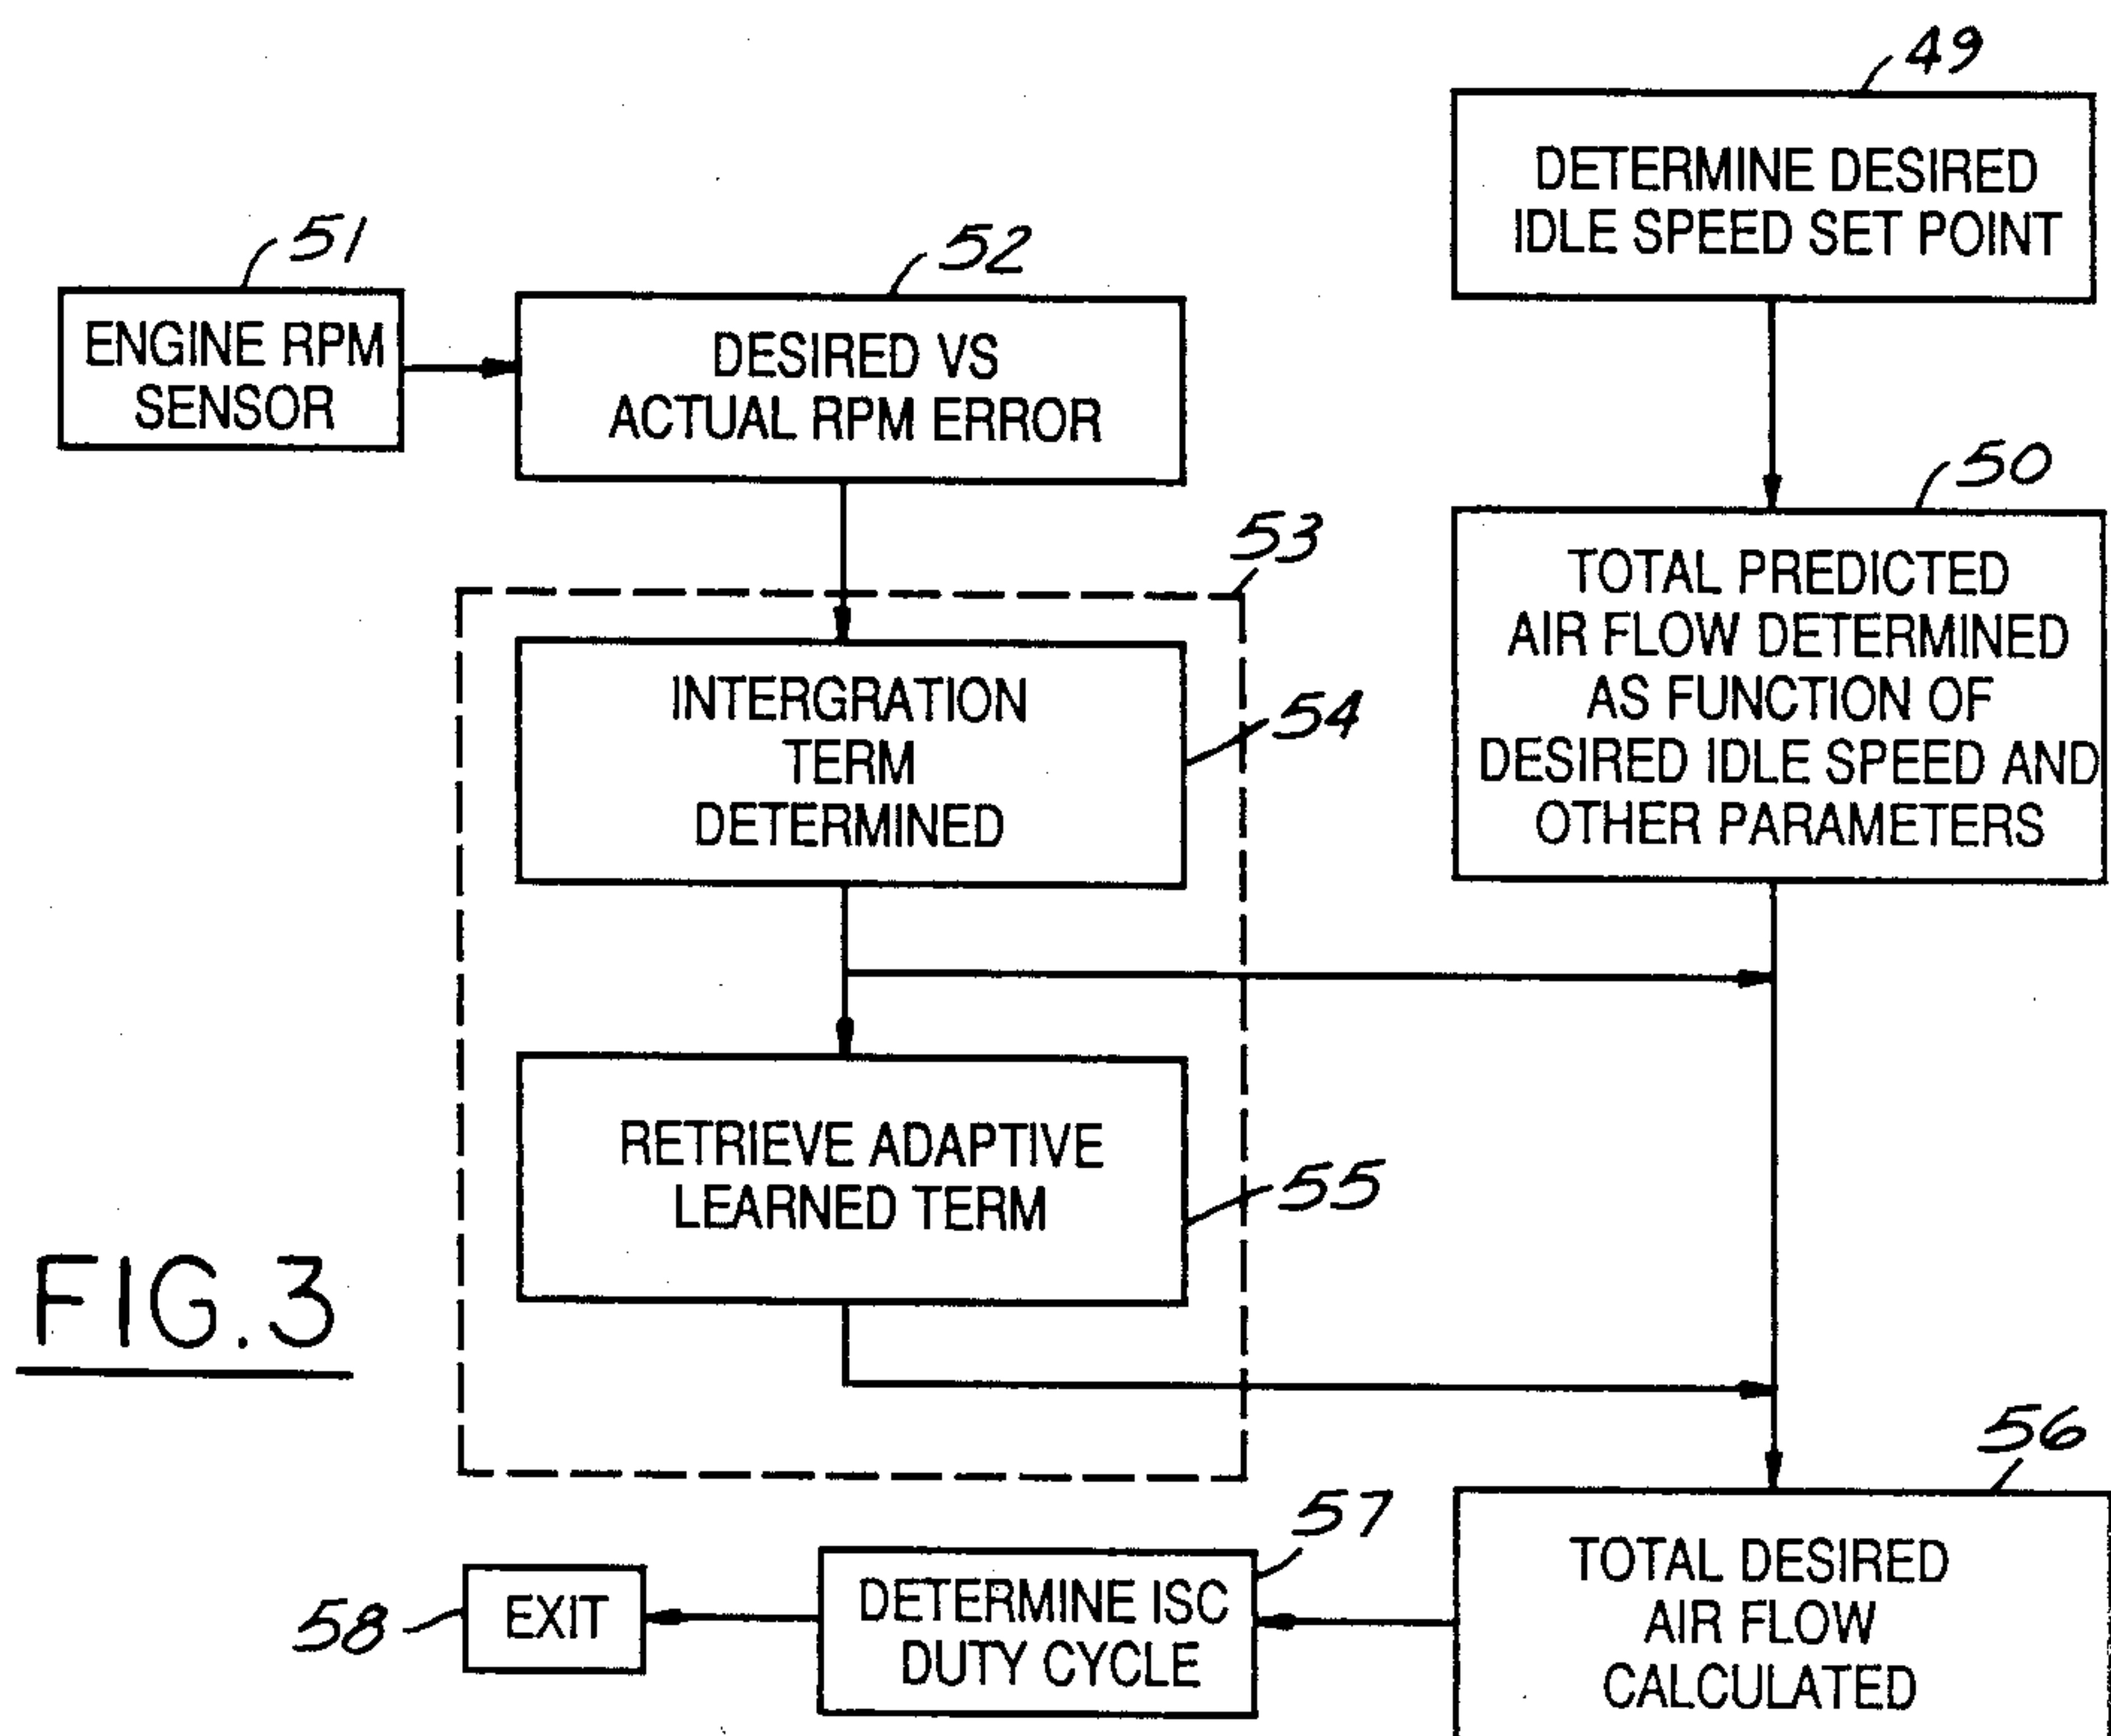 49
DETERMINE DESIRED
IDLE SPEED SET POINT
51
ENGINE RPM
SENSOR
52
DESIRED VS
ACTUAL RPM ERROR
50
TOTAL PREDICTED
AIR FLOW DETERMINED
AS FUNCTION OF
DESIRED IDLE SPEED AND
OTHER PARAMETERS
53
INTERGRATION
TERM
DETERMINED
54
RETRIEVE ADAPTIVE
LEARNED TERM
55
FIG.3
56
TOTAL DESIRED
AIR FLOW
CALCULATED
57
DETERMINE ISC
DUTY CYCLE
58
EXIT